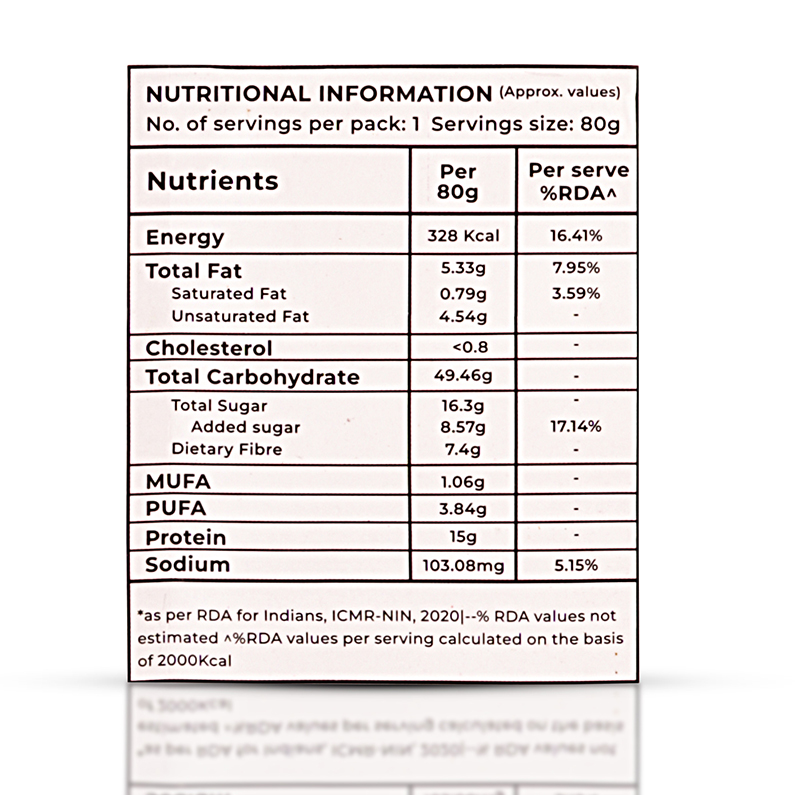 NUTRITIONAL INFORMATION (Approx. values)
No. of servings per pack: 1 Servings size: 80g
Nutrients Per 80g Per serve %RDA^
Energy 328 Kcal 16.41%
Total Fat 5.33g 7.95%
Saturated Fat 0.79g 3.59%
Unsaturated Fat 4.54g -
Cholesterol <0.8 -
Total Carbohydrate 49.46g -
Total Sugar 16.3g -
Added sugar 8.57g 17.14%
Dietary Fibre 7.4g -
MUFA 1.06g -
PUFA 3.84g -
Protein 15g -
Sodium 103.08mg 5.15%
*as per RDA for Indians, ICMR-NIN, 2020|--% RDA values not
estimated ^%RDA values per serving calculated on the basis
of 2000Kcal